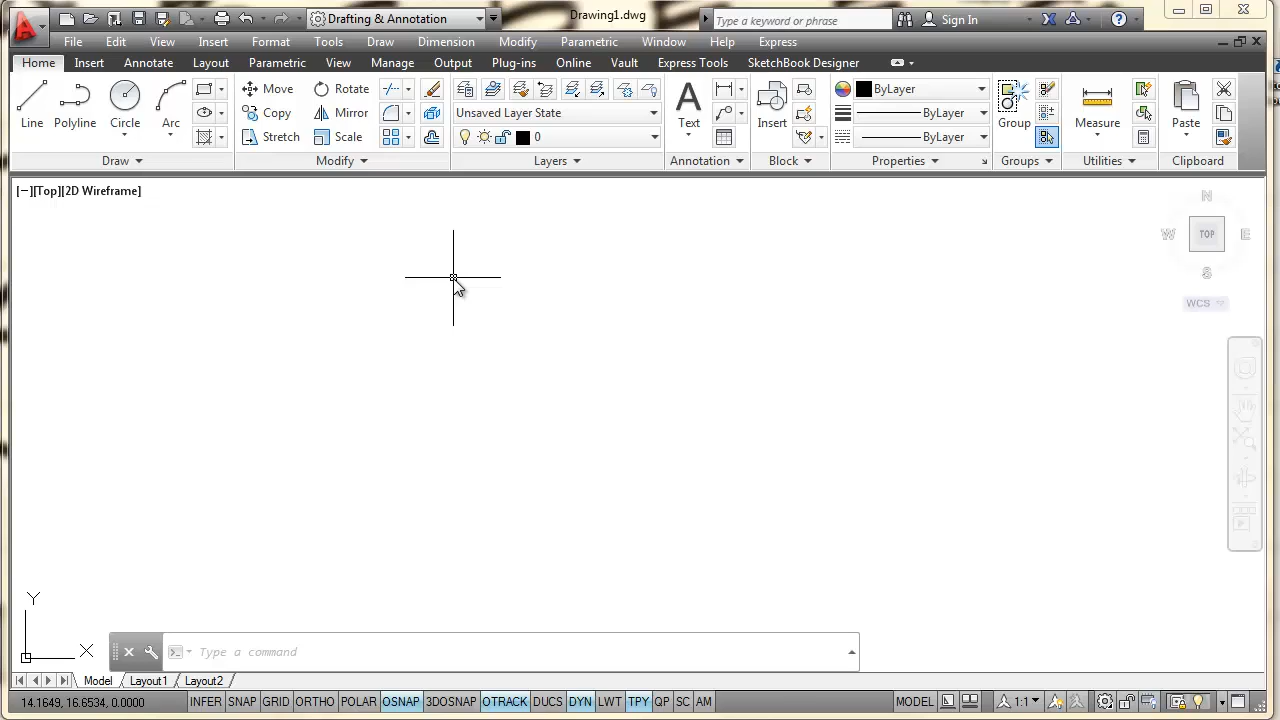 Drafting & Annotation
Drawing1.dwg
Type a keyword or phrase
Sign In
File Edit View Insert Format Tools Draw Dimension Modify Parametric Window Help Express
Home Insert Annotate Layout Parametric View Manage Output Plug-ins Online Vault Express Tools SketchBook Designer
Line Polyline Circle Arc
Move Rotate
Copy Mirror
Stretch Scale
Unsaved Layer State
0
Text
Insert
ByLayer
ByLayer
ByLayer
Group
Measure
Paste
Draw Modify Layers Annotation Block Properties Groups Utilities Clipboard
[−][Top][2D Wireframe]
N
W TOP E
S
WCS
Y
X
Type a command
Model Layout1 Layout2
14.1649, 16.6534, 0.0000 INFER SNAP GRID ORTHO POLAR OSNAP 3DOSNAP OTRACK DUCS DYN LWT TPY QP SC AM MODEL 1:1